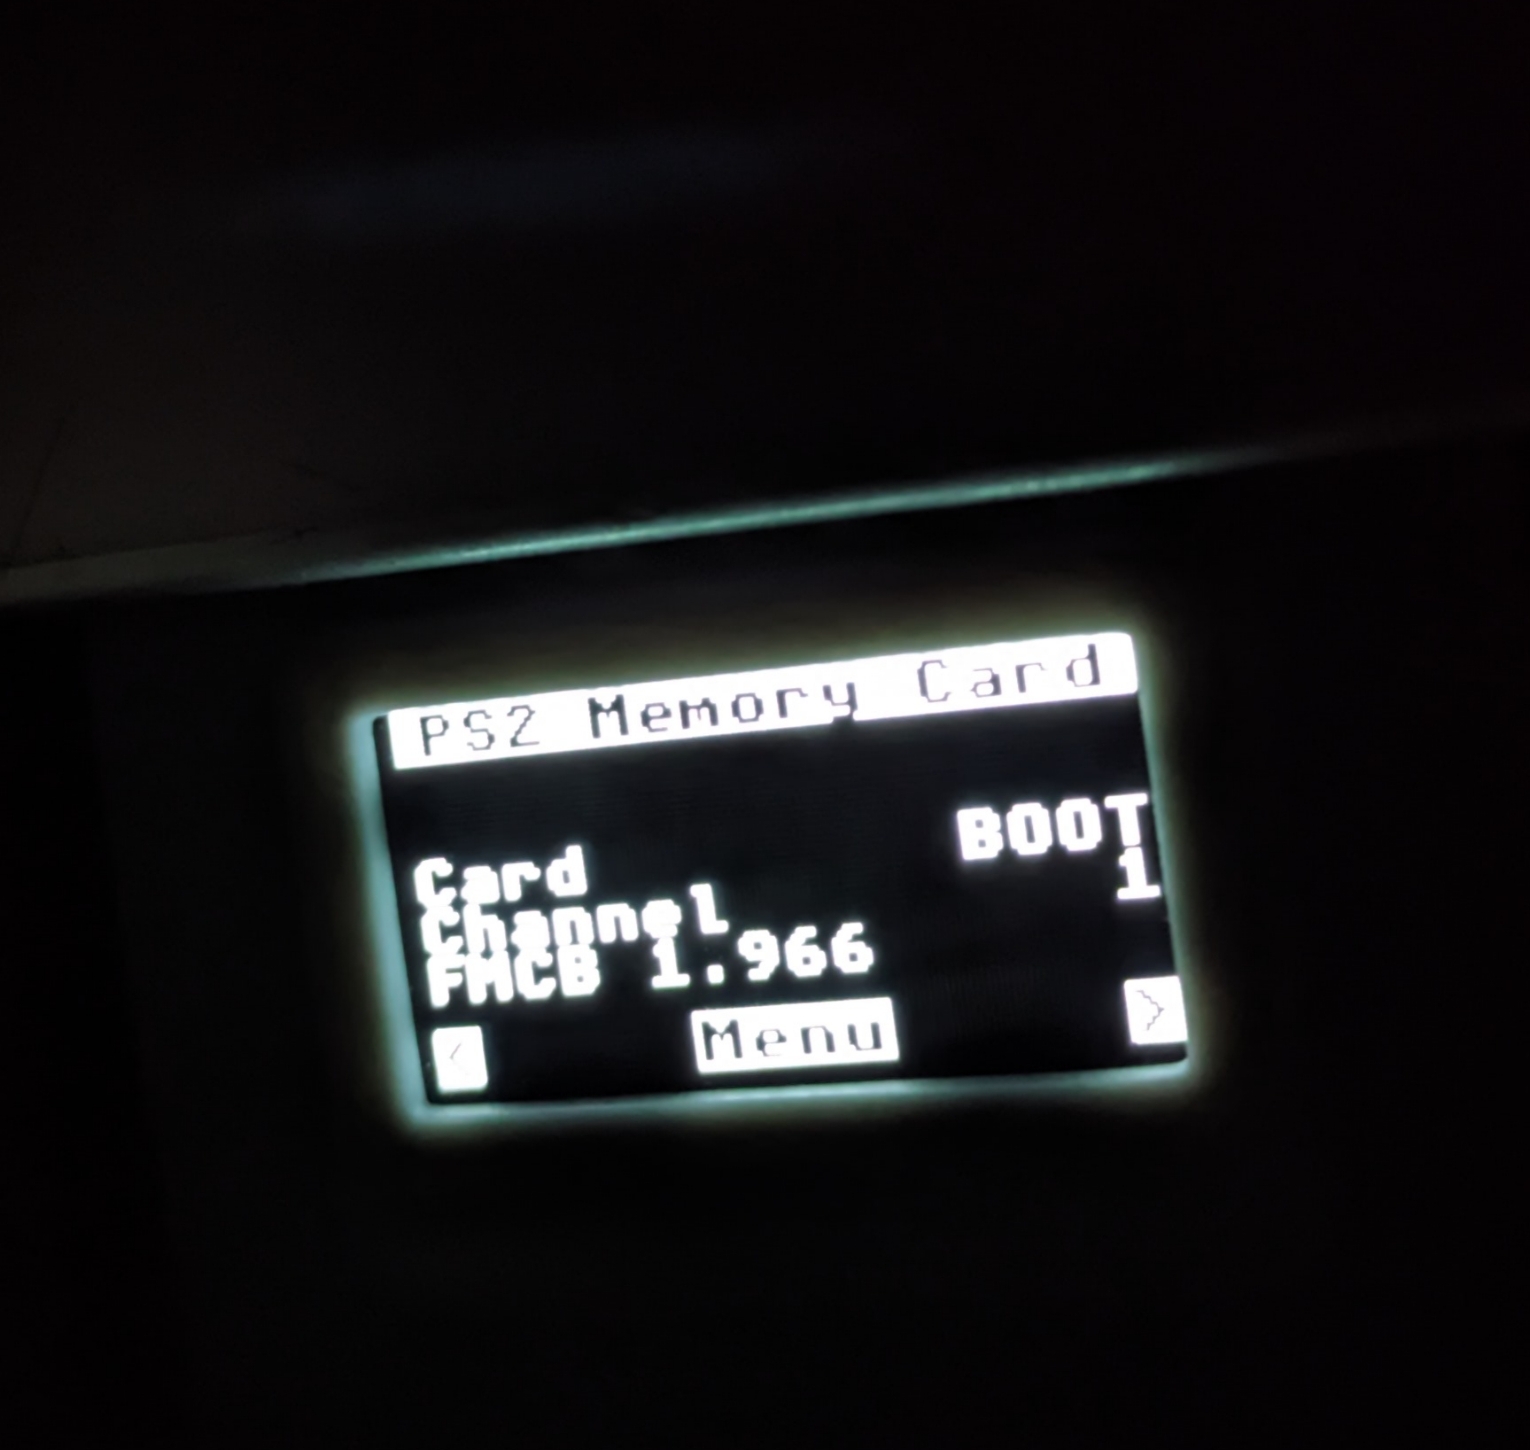 PS2 Memory Card
Card BOOT
Channel 1
FMCB 1.966
< Menu >